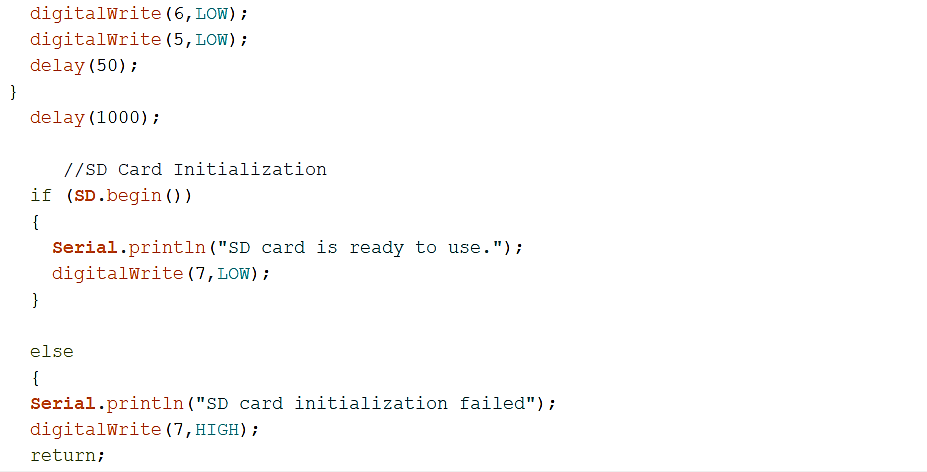 digitalWrite(6,LOW);
digitalWrite(5,LOW);
delay(50);
}
delay(1000);
//SD Card Initialization
if (SD.begin())
{
Serial.println("SD card is ready to use.");
digitalWrite(7,LOW);
}
else
{
Serial.println("SD card initialization failed");
digitalWrite(7,HIGH);
return;